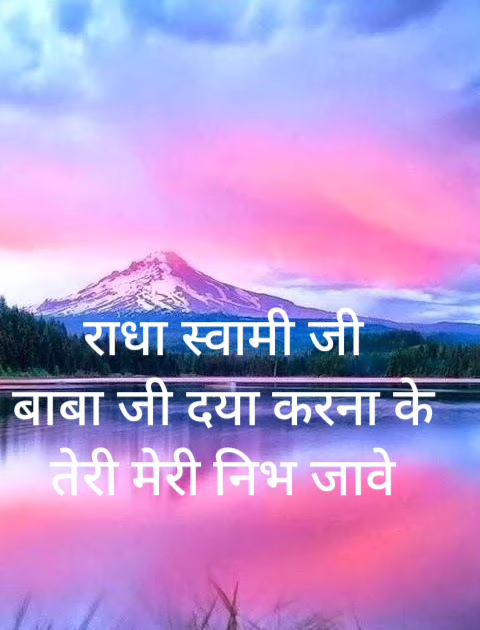 राधा स्वामी जी
बाबा जी दया करना के
तेरी मेरी निभ जावे